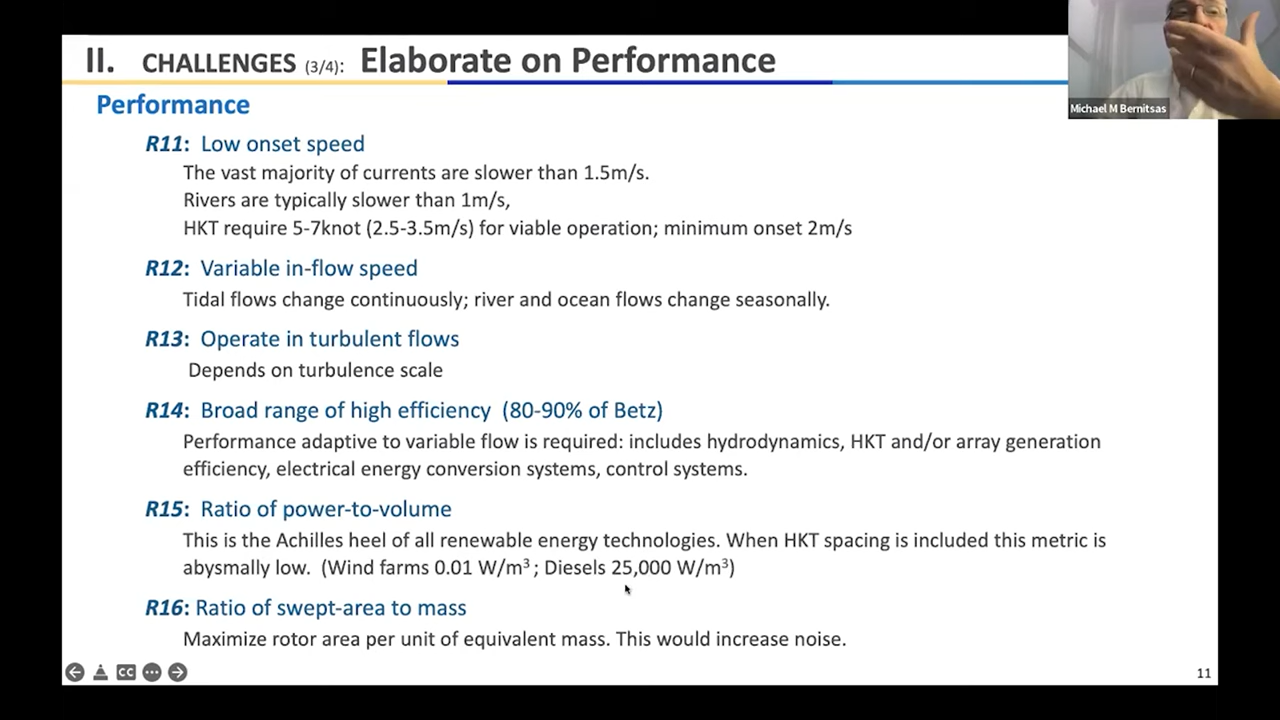 II. CHALLENGES (3/4): Elaborate on Performance
Michael M Bernitsas
Performance
R11: Low onset speed
The vast majority of currents are slower than 1.5m/s.
Rivers are typically slower than 1m/s,
HKT require 5-7knot (2.5-3.5m/s) for viable operation; minimum onset 2m/s
R12: Variable in-flow speed
Tidal flows change continuously; river and ocean flows change seasonally.
R13: Operate in turbulent flows
Depends on turbulence scale
R14: Broad range of high efficiency (80-90% of Betz)
Performance adaptive to variable flow is required: includes hydrodynamics, HKT and/or array generation
efficiency, electrical energy conversion systems, control systems.
R15: Ratio of power-to-volume
This is the Achilles heel of all renewable energy technologies. When HKT spacing is included this metric is
abysmally low. (Wind farms 0.01 W/m³ ; Diesels 25,000 W/m³)
R16: Ratio of swept-area to mass
Maximize rotor area per unit of equivalent mass. This would increase noise.
CC
11